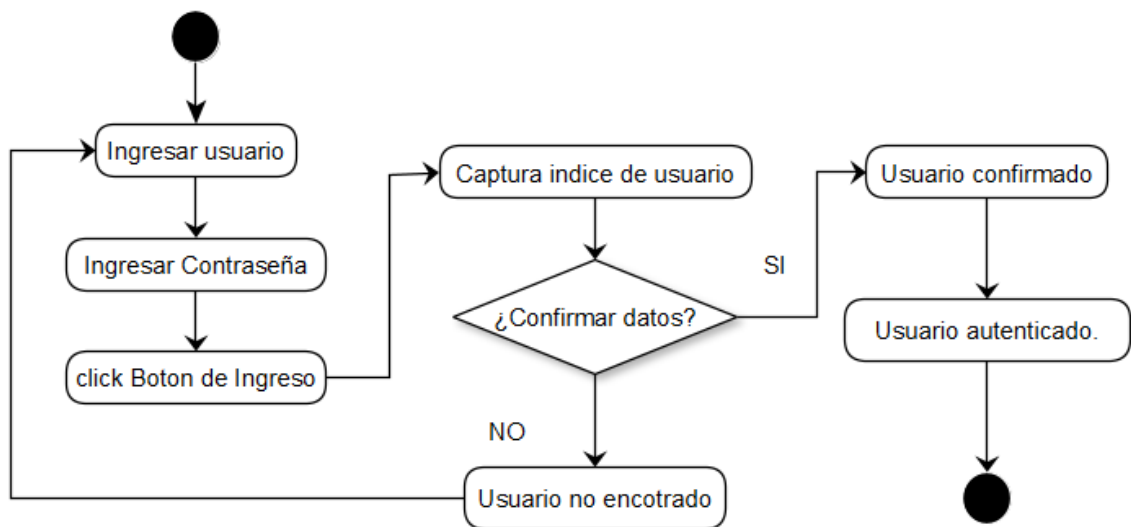 Ingresar usuario
Ingresar Contraseña
click Boton de Ingreso
Captura indice de usuario
¿Confirmar datos?
NO
Usuario no encotrado
SI
Usuario confirmado
Usuario autenticado.